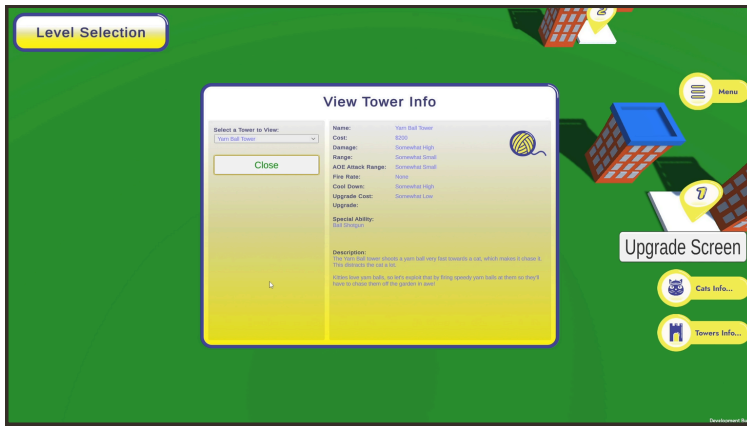 Level Selection
2
Menu
View Tower Info
Select a Tower to View:
Yarn Ball Tower
Close
Name: Yarn Ball Tower
Cost: $200
Damage: Somewhat High
Range: Somewhat Small
AOE Attack Range: Somewhat Small
Fire Rate: None
Cool Down: Somewhat High
Upgrade Cost: Somewhat Low
Upgrade:
Special Ability:
Ball Shotgun
Description:
The Yarn Ball tower shoots a yarn ball very fast towards a cat, which makes it chase it.
This distracts the cat a lot.
Kitties love yarn balls, so let's exploit that by firing speedy yarn balls at them so they'll
have to chase them off the garden in awe!
1
Upgrade Screen
Cats Info...
Towers Info...
Development Bu